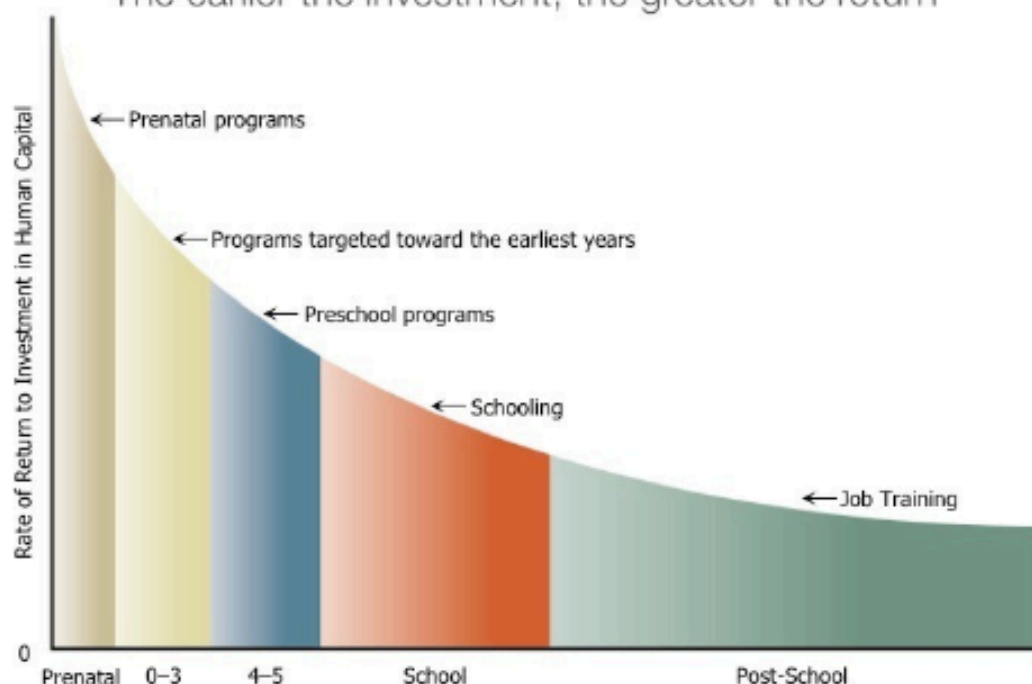 The earlier the investment, the greater the return
Rate of Return to Investment in Human Capital
Prenatal programs
Programs targeted toward the earliest years
Preschool programs
Schooling
Job Training
0
Prenatal 0–3 4–5 School Post-School